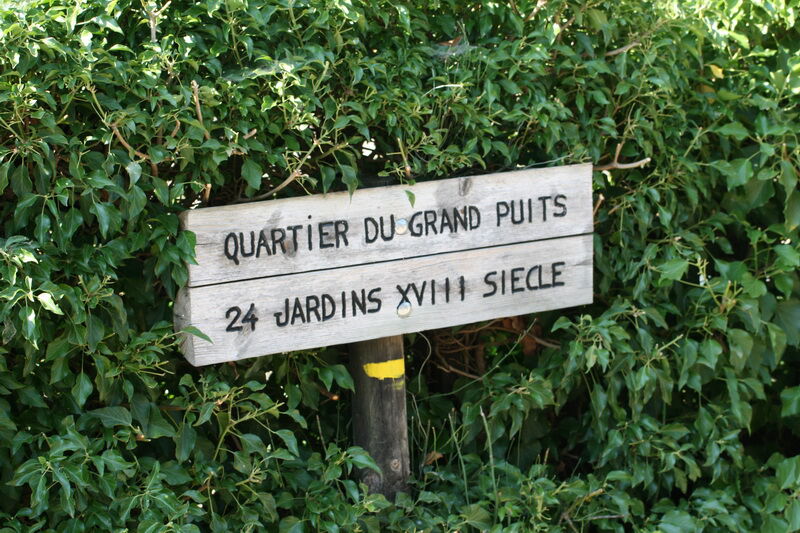 QUARTiER DU GRAND PUITS
24 JARDINS XVIII SIECLE